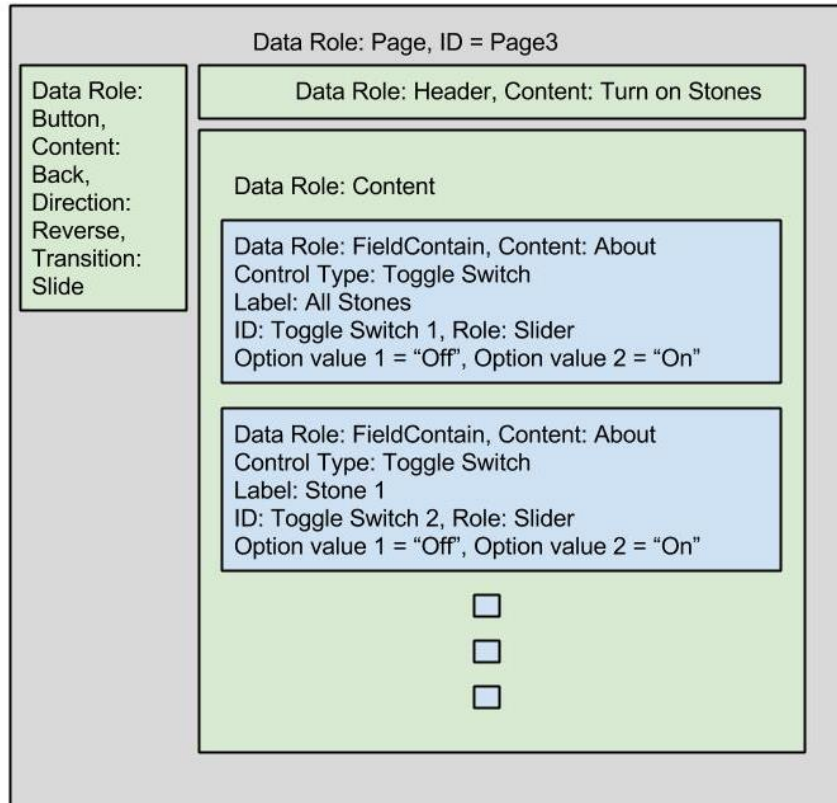 Data Role: Page, ID = Page3
Data Role:
Button,
Content:
Back,
Direction:
Reverse,
Transition:
Slide
Data Role: Header, Content: Turn on Stones
Data Role: Content
Data Role: FieldContain, Content: About
Control Type: Toggle Switch
Label: All Stones
ID: Toggle Switch 1, Role: Slider
Option value 1 = “Off”, Option value 2 = “On”
Data Role: FieldContain, Content: About
Control Type: Toggle Switch
Label: Stone 1
ID: Toggle Switch 2, Role: Slider
Option value 1 = “Off”, Option value 2 = “On”